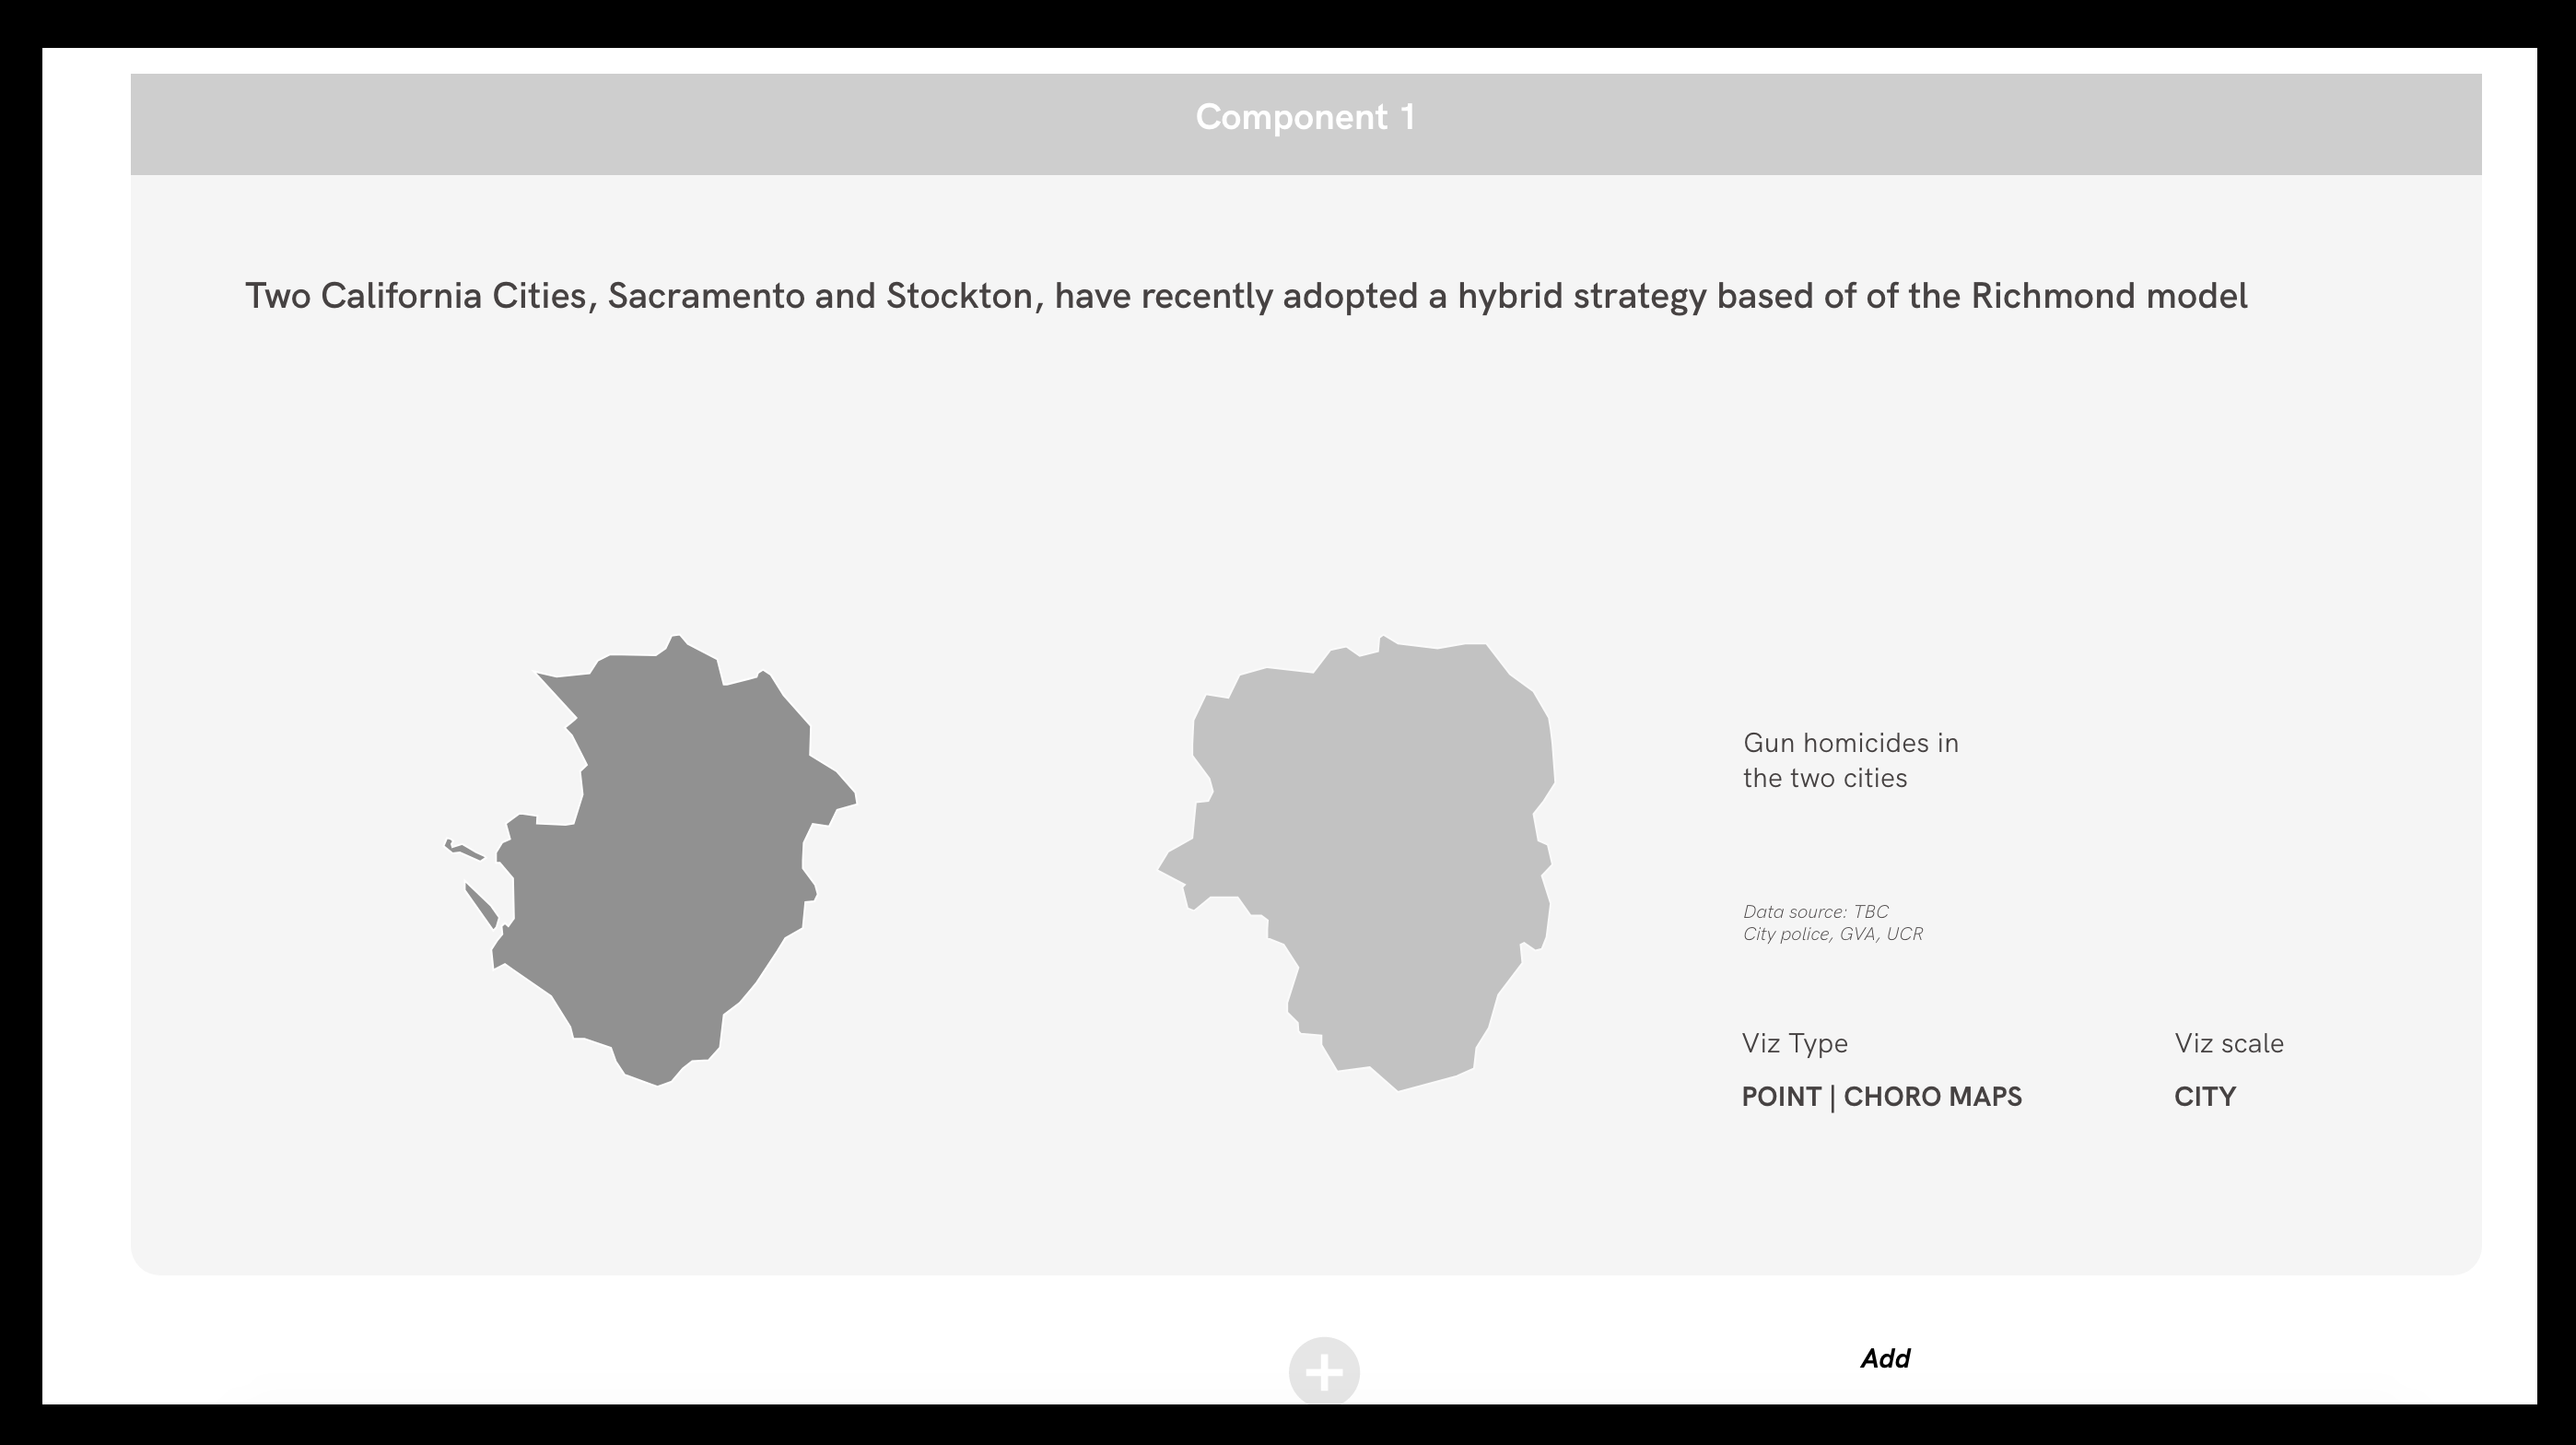 Component 1
Two California Cities, Sacramento and Stockton, have recently adopted a hybrid strategy based of of the Richmond model
Gun homicides in
the two cities
Data source: TBC
City police, GVA, UCR
Viz Type
Viz scale
POINT | CHORO MAPS
CITY
Add